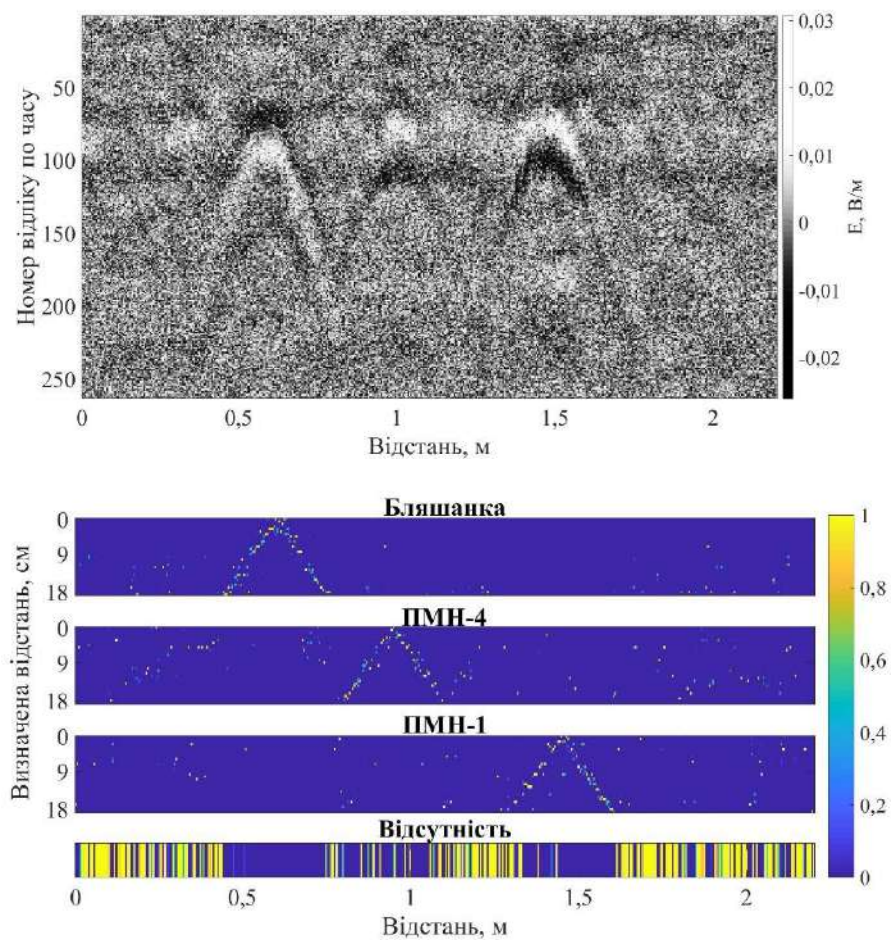 0,03
50
0,02
100
0,01
150
0
200
-0,01
250
-0,02
Номер відліку по часу
E, В/м
0 0,5 1 1,5 2
Відстань, м
Бляшанка
0
9
18
ПМН-4
0
9
18
ПМН-1
0
9
18
Визначена відстань, см
Відсутність
1
0,8
0,6
0,4
0,2
0
0 0,5 1 1,5 2
Відстань, м